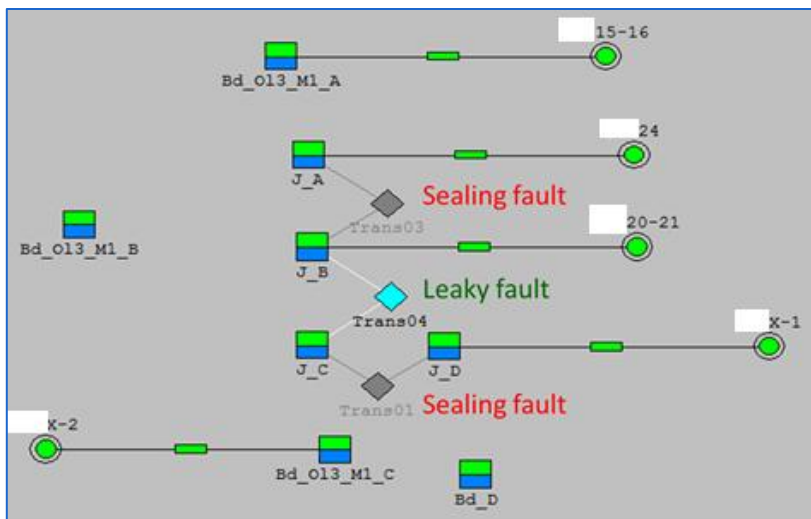 15-16
Bd_Ol3_M1_A
24
J_A
Sealing fault
Trans03
20-21
Bd_Ol3_M1_B
J_B
Leaky fault
Trans04
X-1
J_C
J_D
Trans01
Sealing fault
X-2
Bd_Ol3_M1_C
Bd_D